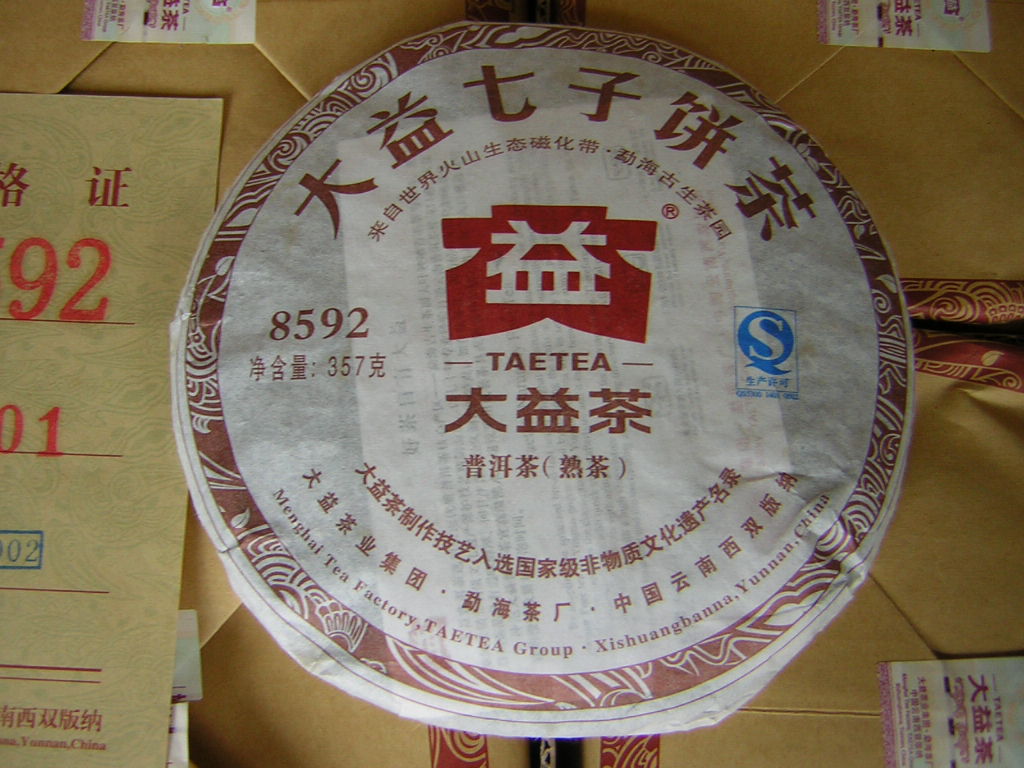 大益七子饼茶
来自世界火山生态磁化带·勐海古生茶园
益
®
TAETEA
大益茶
普洱茶(熟茶)
8592
净含量: 357克
S
生产许可
大益茶制作技艺入选国家级非物质文化遗产名录
大益茶业集团·勐海茶厂·中国云南西双版纳
Menghai Tea Factory,TAETEA Group · Xishuangbanna,Yunnan,China
格 证
592
01
002
南西双版纳
Yunnan,China
大益茶
TAETEA